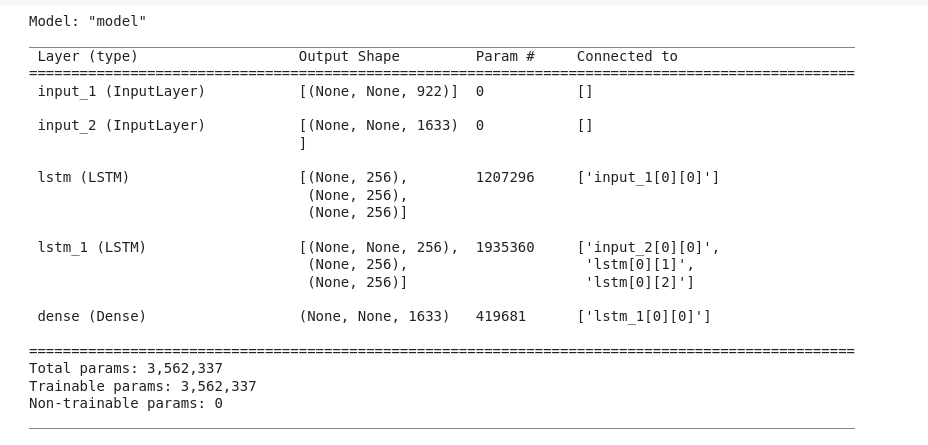 Model: "model"
Layer (type) Output Shape Param # Connected to
input_1 (InputLayer) [(None, None, 922)] 0 []
input_2 (InputLayer) [(None, None, 1633) 0 []
]
lstm (LSTM) [(None, 256), 1207296 ['input_1[0][0]']
(None, 256),
(None, 256)]
lstm_1 (LSTM) [(None, None, 256), 1935360 ['input_2[0][0]',
(None, 256), 'lstm[0][1]',
(None, 256)] 'lstm[0][2]']
dense (Dense) (None, None, 1633) 419681 ['lstm_1[0][0]']
Total params: 3,562,337
Trainable params: 3,562,337
Non-trainable params: 0